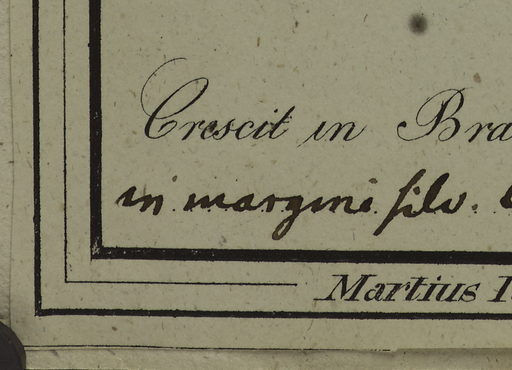 Crescit in Bra
in margine silv.
Martius I